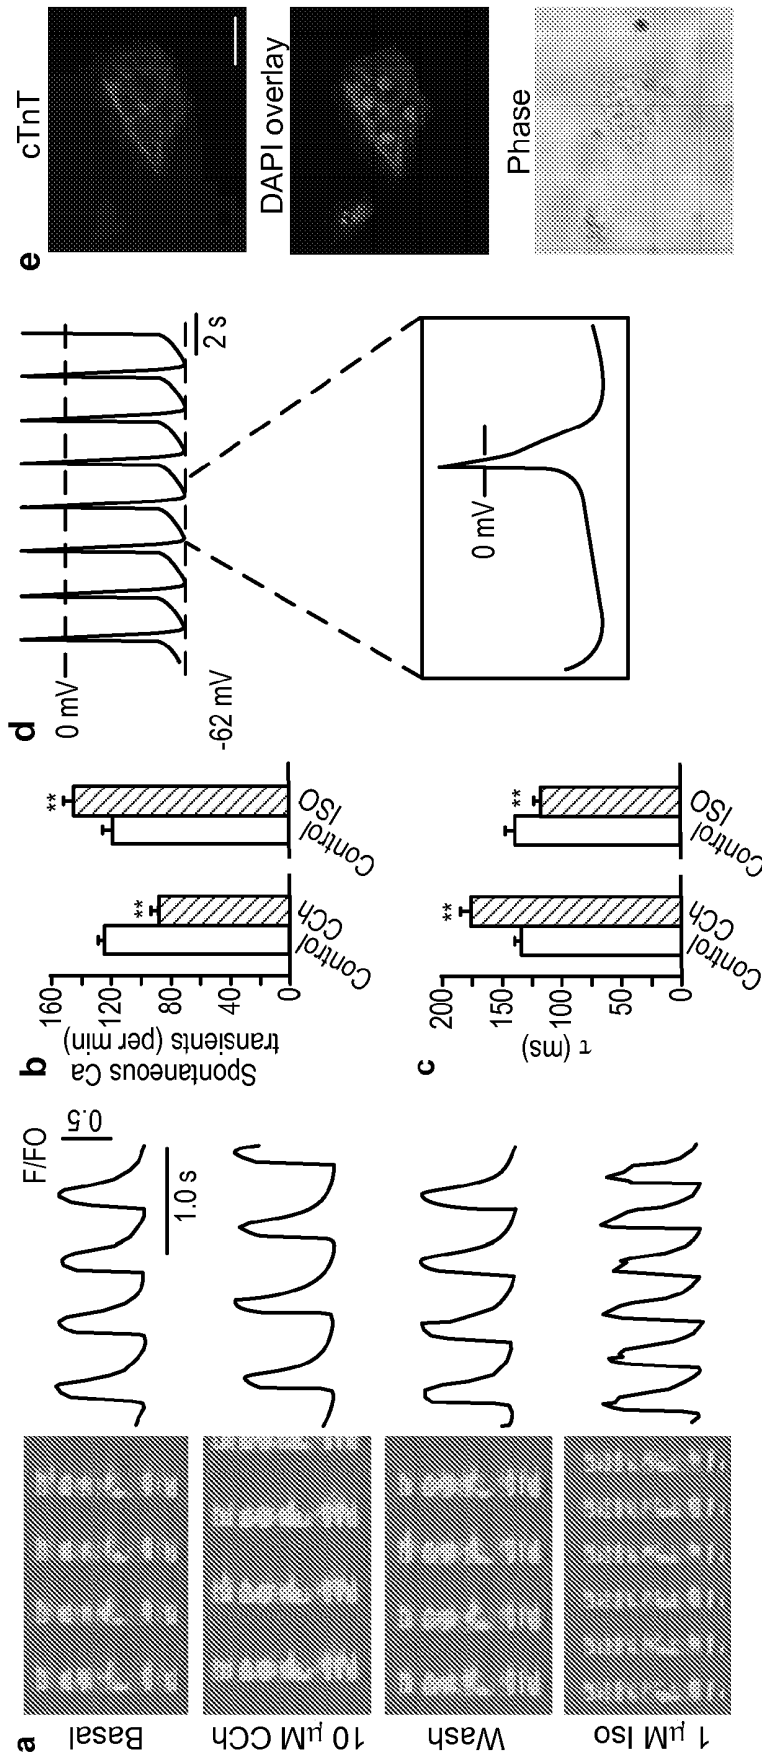 a
Basal
10 µM CCh
Wash
1 µM Iso
F/FO
0.5
1.0 s
b
Spontaneous Ca
transients (per min)
160
120
80
40
0
**
**
Control
CCh
Control
ISO
c
τ (ms)
200
150
100
50
0
**
**
Control
CCh
Control
ISO
d
0 mV
-62 mV
2 s
0 mV
e
cTnT
DAPI overlay
Phase